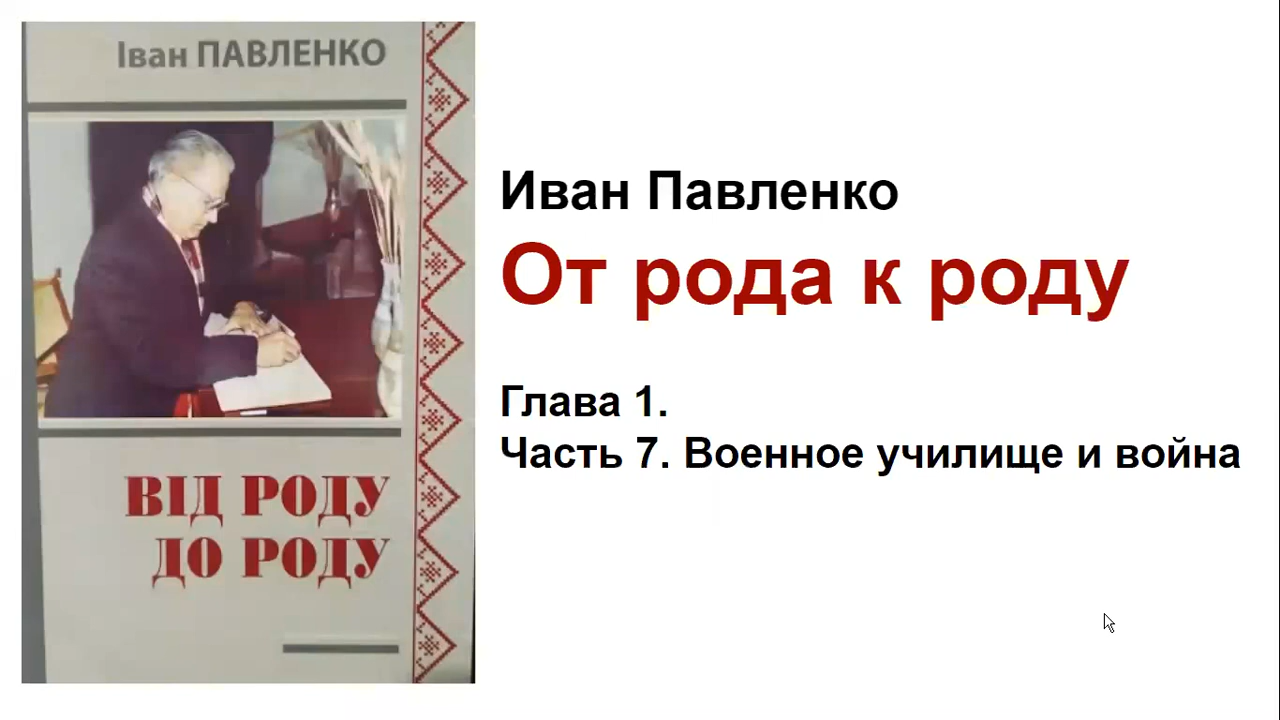 Іван ПАВЛЕНКО
ВІД РОДУ
ДО РОДУ
Иван Павленко
От рода к роду
Глава 1.
Часть 7. Военное училище и война